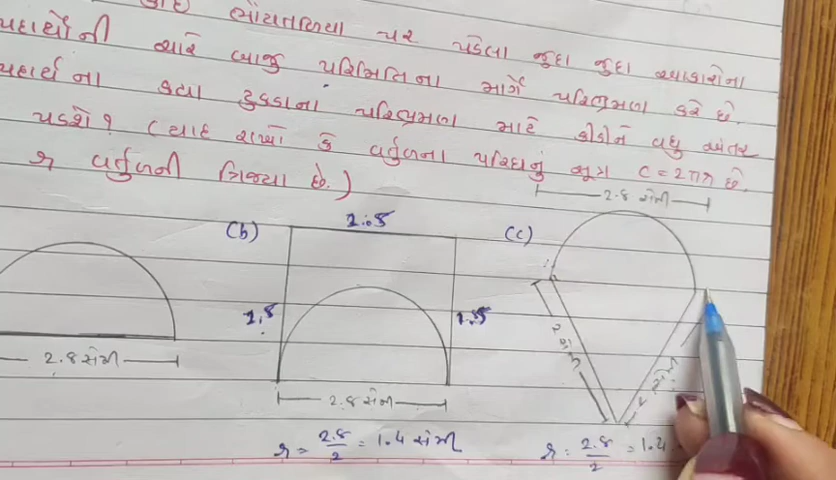 ભોંયતળિયા પર પડેલા જુદા જુદા આકારોના
પદાર્થોની ચારે બાજુ પરિમિતિના માર્ગે પરિભ્રમણ કરે છે.
પદાર્થ ના કયા ટુકડાના પરિભ્રમણ માટે કીડીને વધુ અંતર
પડશે? (યાદ રાખો કે વર્તુળના પરિઘનું સૂત્ર C = 2πr છે.
r વર્તુળની ત્રિજ્યા છે.)
2.8 સેમી
(b)
1.5
(c)
1.5
1.5
2.8 સેમી
2.8 સેમી
2 સેમી
r = 2.8/2 = 1.4 સેમી
r = 2.8/2 = 1.4